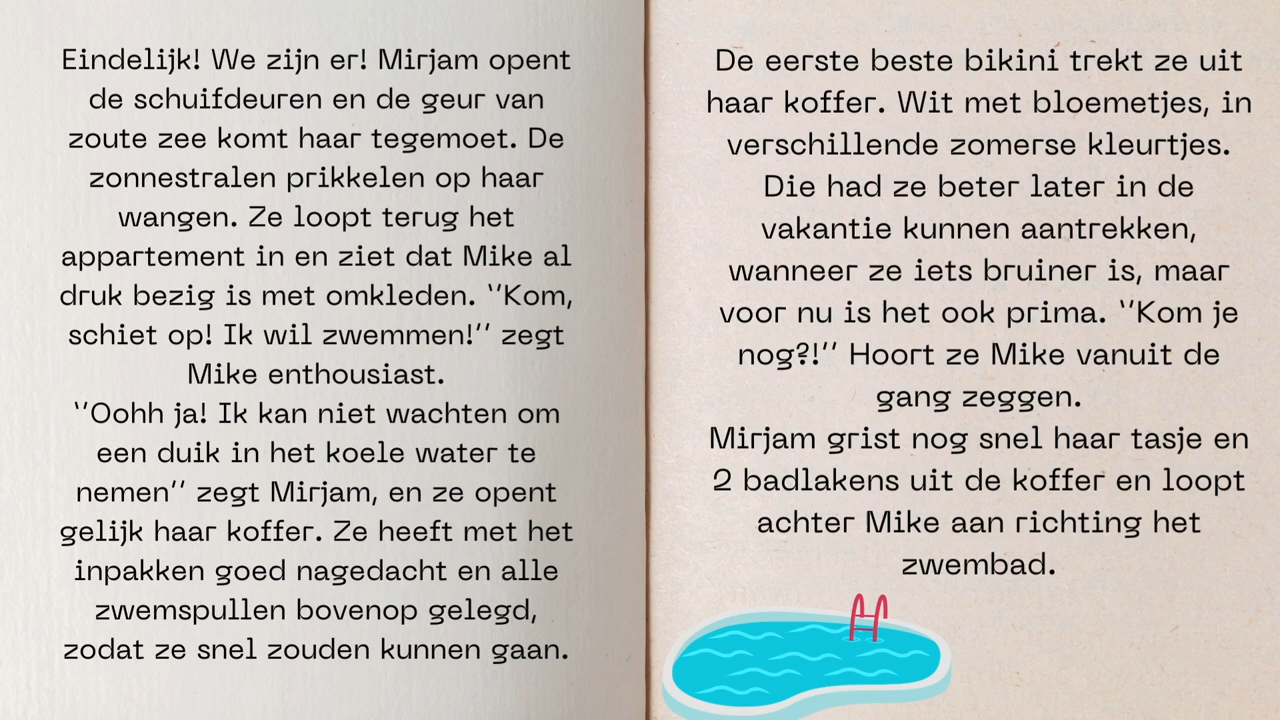 Eindelijk! We zijn er! Mirjam opent
de schuifdeuren en de geur van
zoute zee komt haar tegemoet. De
zonnestralen prikkelen op haar
wangen. Ze loopt terug het
appartement in en ziet dat Mike al
druk bezig is met omkleden. ‘’Kom,
schiet op! Ik wil zwemmen!’’ zegt
Mike enthousiast.
‘’Oohh ja! Ik kan niet wachten om
een duik in het koele water te
nemen’’ zegt Mirjam, en ze opent
gelijk haar koffer. Ze heeft met het
inpakken goed nagedacht en alle
zwemspullen bovenop gelegd,
zodat ze snel zouden kunnen gaan.
De eerste beste bikini trekt ze uit
haar koffer. Wit met bloemetjes, in
verschillende zomerse kleurtjes.
Die had ze beter later in de
vakantie kunnen aantrekken,
wanneer ze iets bruiner is, maar
voor nu is het ook prima. ‘’Kom je
nog?!’’ Hoort ze Mike vanuit de
gang zeggen.
Mirjam grist nog snel haar tasje en
2 badlakens uit de koffer en loopt
achter Mike aan richting het
zwembad.